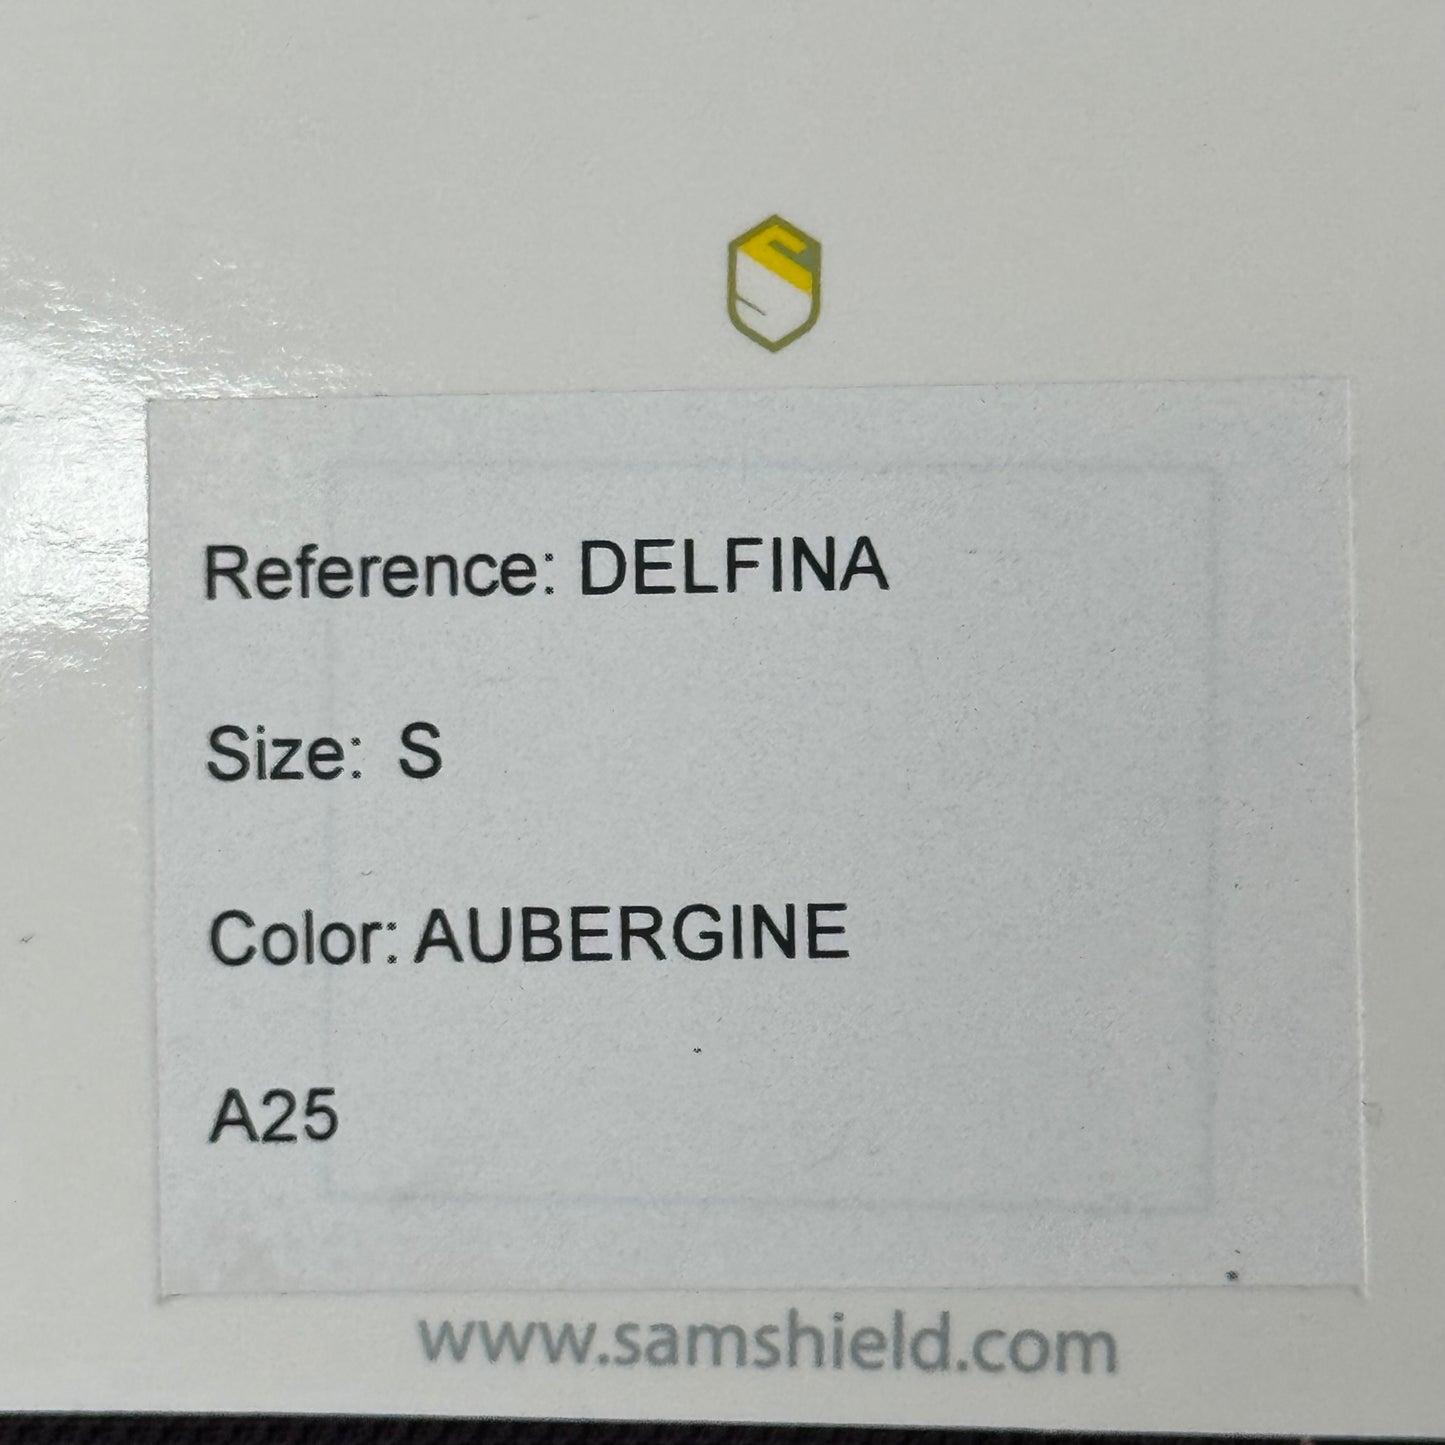 Reference: DELFINA
Size: S
Color: AUBERGINE
A25
www.samshield.com